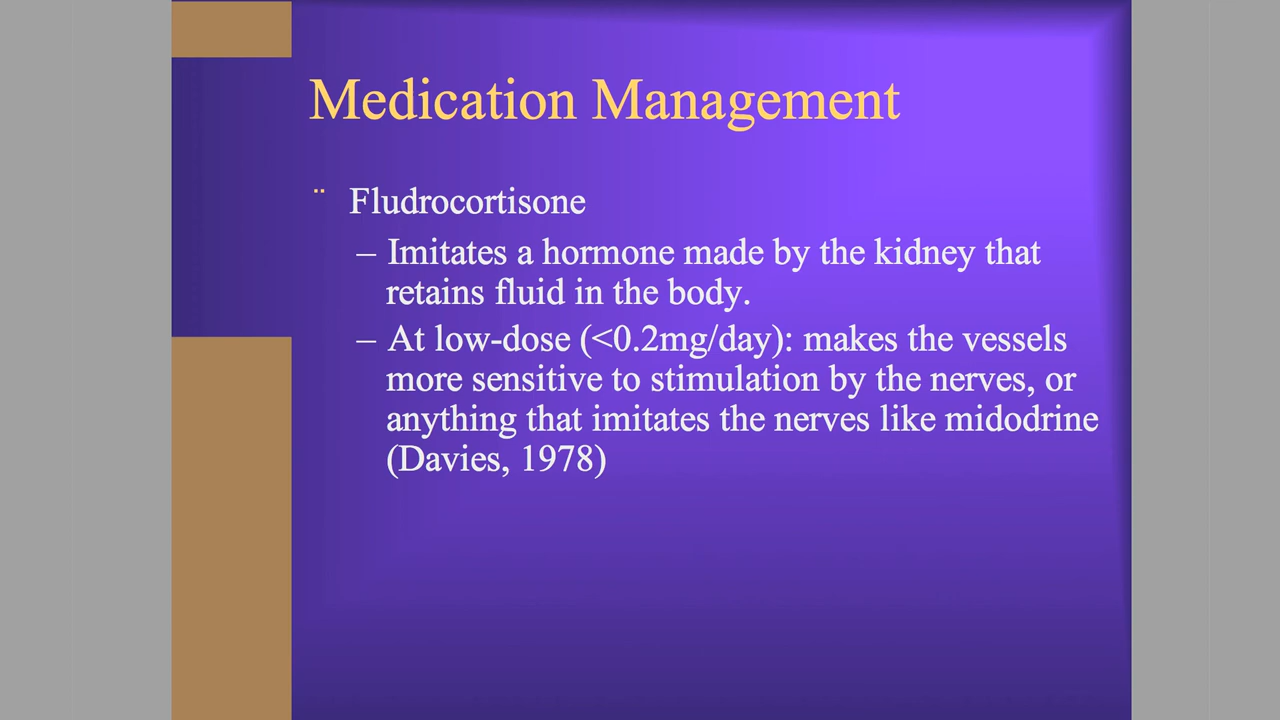 Medication Management
¨ Fludrocortisone
– Imitates a hormone made by the kidney that
retains fluid in the body.
– At low-dose (<0.2mg/day): makes the vessels
more sensitive to stimulation by the nerves, or
anything that imitates the nerves like midodrine
(Davies, 1978)